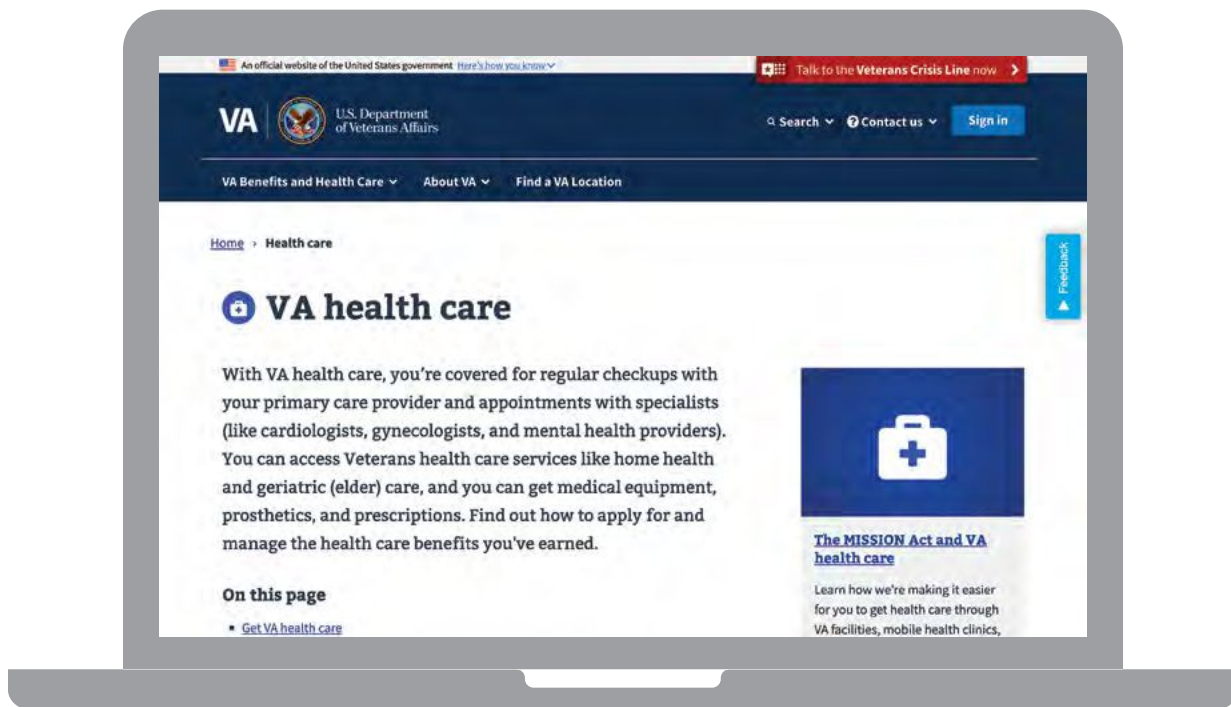 An official website of the United States government Here's how you know
Talk to the Veterans Crisis Line now
VA
U.S. Department
of Veterans Affairs
Search
Contact us
Sign in
VA Benefits and Health Care
About VA
Find a VA Location
Home › Health care
Feedback
VA health care
With VA health care, you’re covered for regular checkups with
your primary care provider and appointments with specialists
(like cardiologists, gynecologists, and mental health providers).
You can access Veterans health care services like home health
and geriatric (elder) care, and you can get medical equipment,
prosthetics, and prescriptions. Find out how to apply for and
manage the health care benefits you've earned.
On this page
▪ Get VA health care
The MISSION Act and VA
health care
Learn how we're making it easier
for you to get health care through
VA facilities, mobile health clinics,